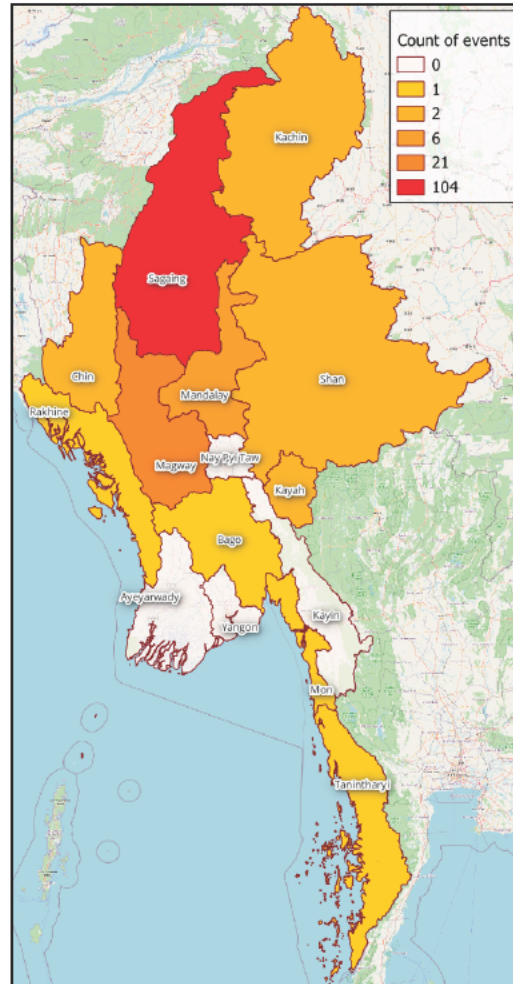 Count of events
0
1
2
6
21
104
Kachin
Sagaing
Chin
Shan
Mandalay
Rakhine
Nay Pyi Taw
Magway
Kayah
Bago
Ayeyarwady
Yangon
Kayin
Mon
Tanintharyi